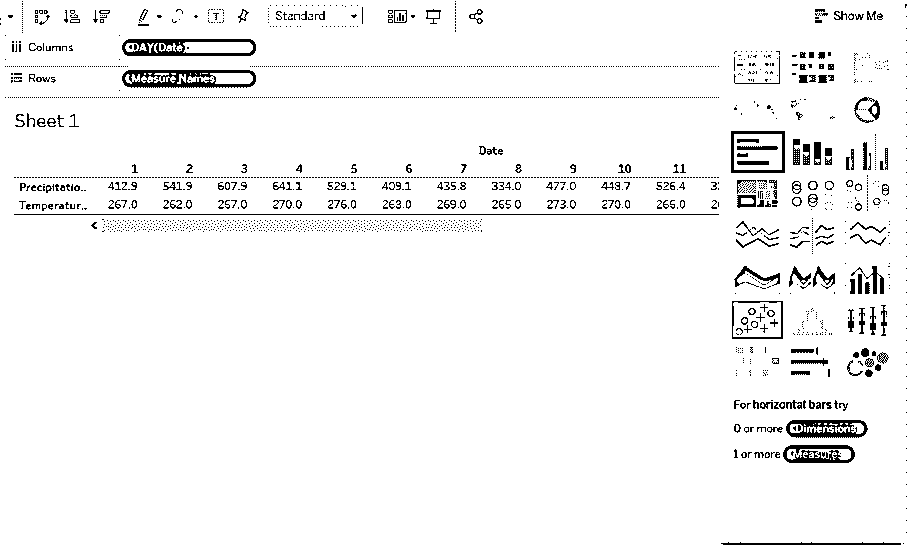 Standard
Show Me
Columns DAY(Date)
Rows Measure Names
Sheet 1
Date
1 2 3 4 5 6 7 8 9 10 11
Precipitatio.. 412.9 541.9 607.9 641.1 529.1 409.1 435.8 334.0 477.0 448.7 526.4
Temperatur.. 267.0 262.0 257.0 270.0 276.0 263.0 269.0 265.0 273.0 270.0 265.0
For horizontal bars try
0 or more Dimensions
1 or more Measures